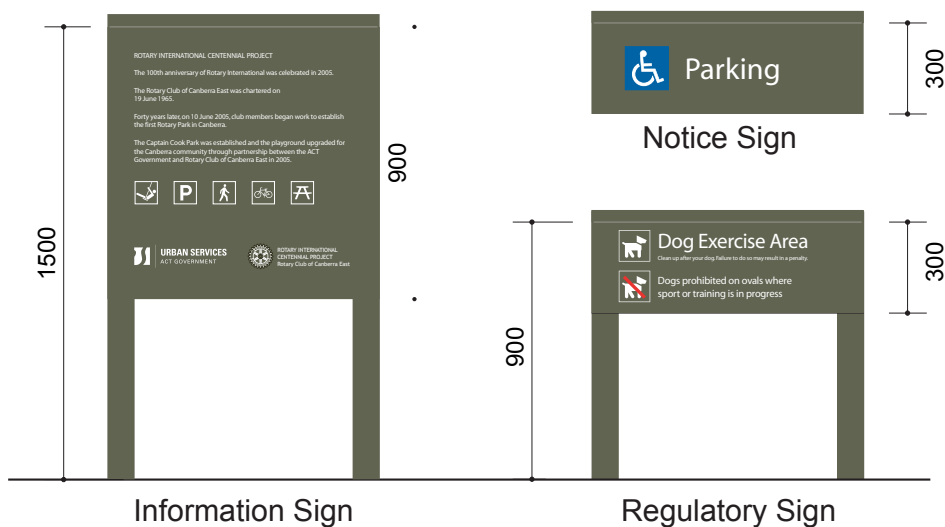 1500
ROTARY INTERNATIONAL CENTENNIAL PROJECT
The 100th anniversary of Rotary International was celebrated in 2005.
The Rotary Club of Canberra East was chartered on
19 June 1965.
Forty years later, on 10 June 2005, club members began work to establish
the first Rotary Park in Canberra.
The Captain Cook Park was established and the playground upgraded for
the Canberra community through partnership between the ACT
Government and Rotary Club of Canberra East in 2005.
P
URBAN SERVICES
ACT GOVERNMENT
ROTARY INTERNATIONAL
CENTENNIAL PROJECT
Rotary Club of Canberra East
900
Information Sign
Parking
300
Notice Sign
900
Dog Exercise Area
Clean up after your dog. Failure to do so may result in a penalty.
Dogs prohibited on ovals where
sport or training is in progress
300
Regulatory Sign